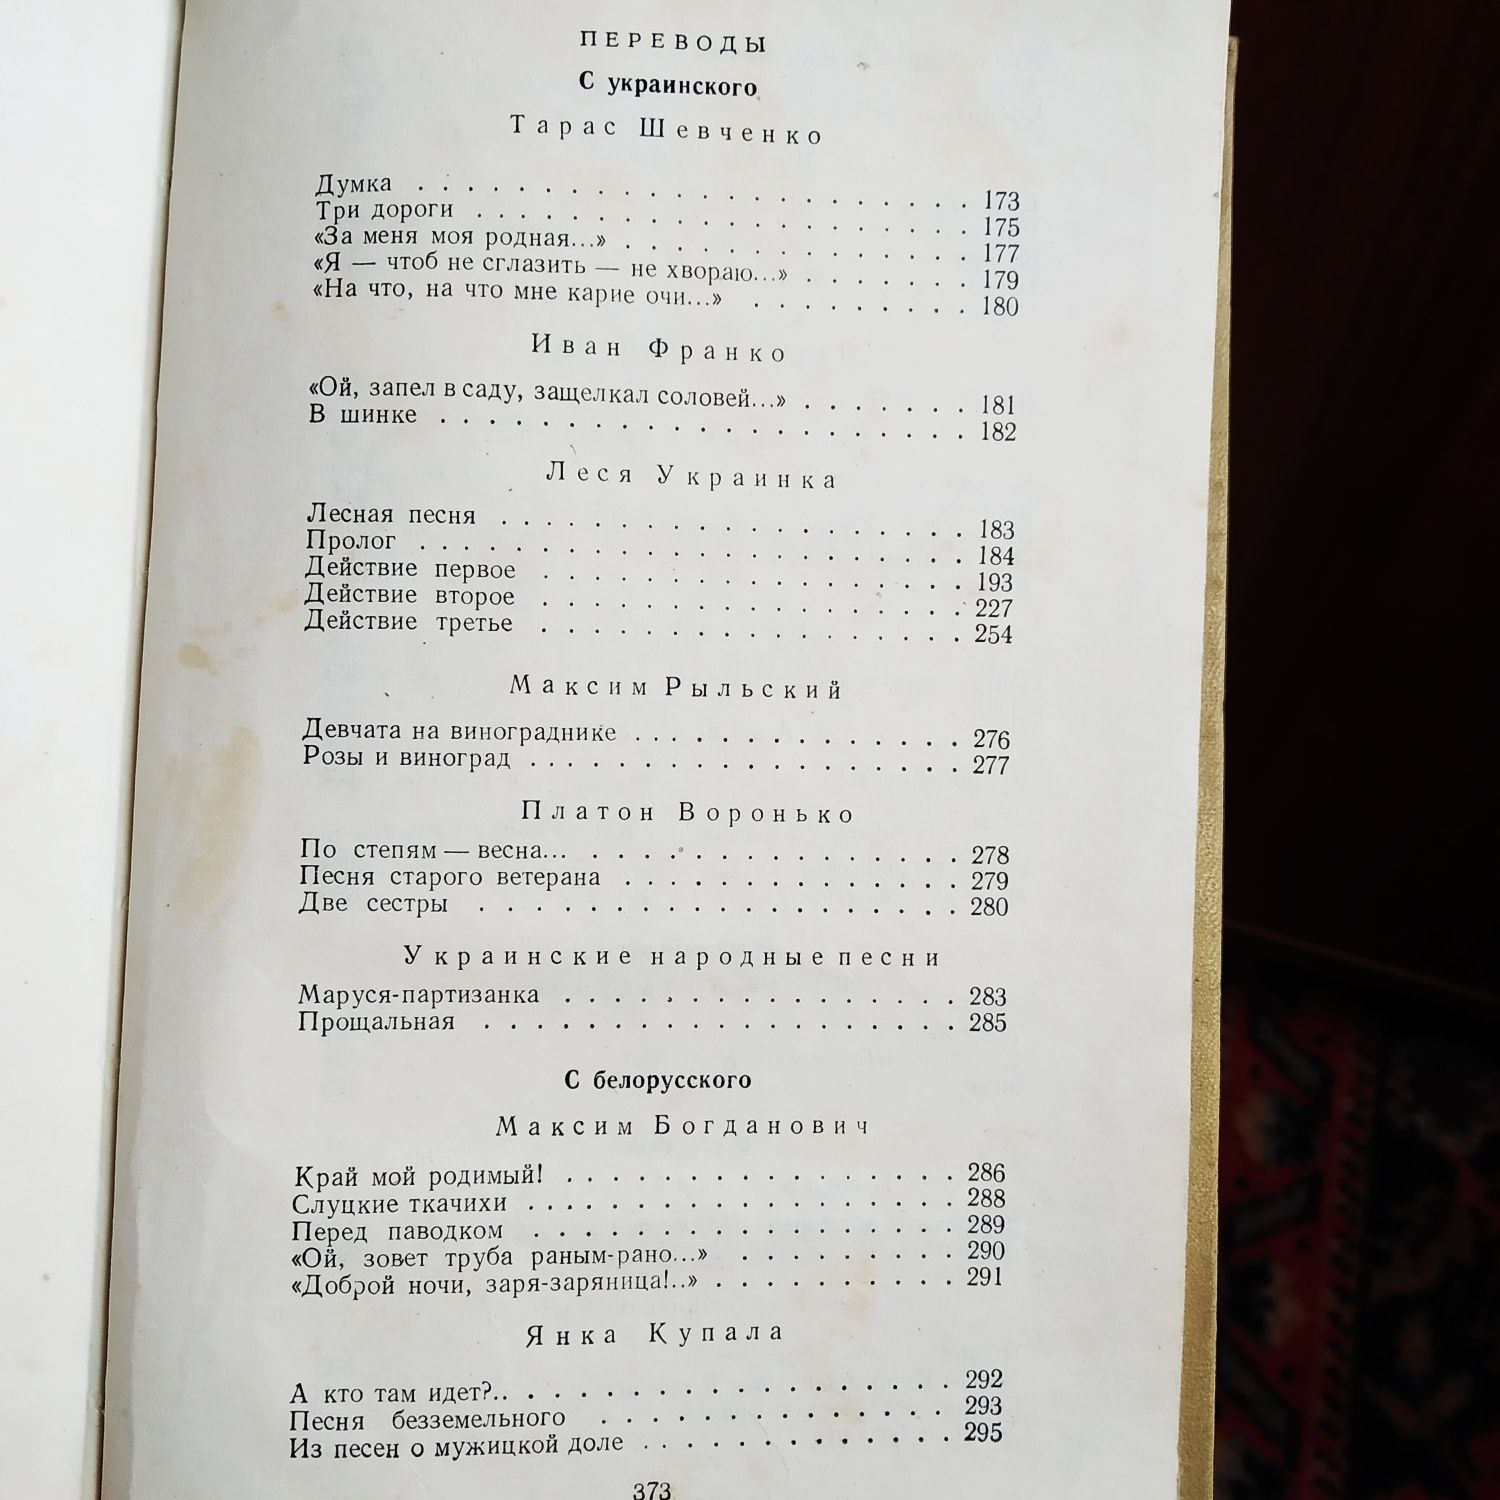 ПЕРЕВОДЫ
С украинского
Тарас Шевченко
Думка . . . . . . . . . . . . . . . . . . . . . 173
Три дороги . . . . . . . . . . . . . . . . . . . 175
«За меня моя родная...» . . . . . . . . . . . . . 177
«Я — чтоб не сглазить — не хвораю...» . . . . . . . 179
«На что, на что мне карие очи...» . . . . . . . . . 180
Иван Франко
«Ой, запел в саду, защелкал соловей...» . . . . . . . 181
В шинке . . . . . . . . . . . . . . . . . . . . . 182
Леся Украинка
Лесная песня . . . . . . . . . . . . . . . . . . 183
Пролог . . . . . . . . . . . . . . . . . . . . . 184
Действие первое . . . . . . . . . . . . . . . . . 193
Действие второе . . . . . . . . . . . . . . . . . 227
Действие третье . . . . . . . . . . . . . . . . . 254
Максим Рыльский
Девчата на винограднике . . . . . . . . . . . . . 276
Розы и виноград . . . . . . . . . . . . . . . . . 277
Платон Воронько
По степям — весна... . . . . . . . . . . . . . . . 278
Песня старого ветерана . . . . . . . . . . . . . . 279
Две сестры . . . . . . . . . . . . . . . . . . . 280
Украинские народные песни
Маруся-партизанка . . . . . . . . . . . . . . . . 283
Прощальная . . . . . . . . . . . . . . . . . . . 285
С белорусского
Максим Богданович
Край мой родимый! . . . . . . . . . . . . . . . . 286
Слуцкие ткачихи . . . . . . . . . . . . . . . . . 288
Перед паводком . . . . . . . . . . . . . . . . . 289
«Ой, зовет труба раным-рано...» . . . . . . . . . 290
«Доброй ночи, заря-заряница!..» . . . . . . . . . . 291
Янка Купала
А кто там идет?.. . . . . . . . . . . . . . . . . 292
Песня безземельного . . . . . . . . . . . . . . 293
Из песен о мужицкой доле . . . . . . . . . . . . . 295
373